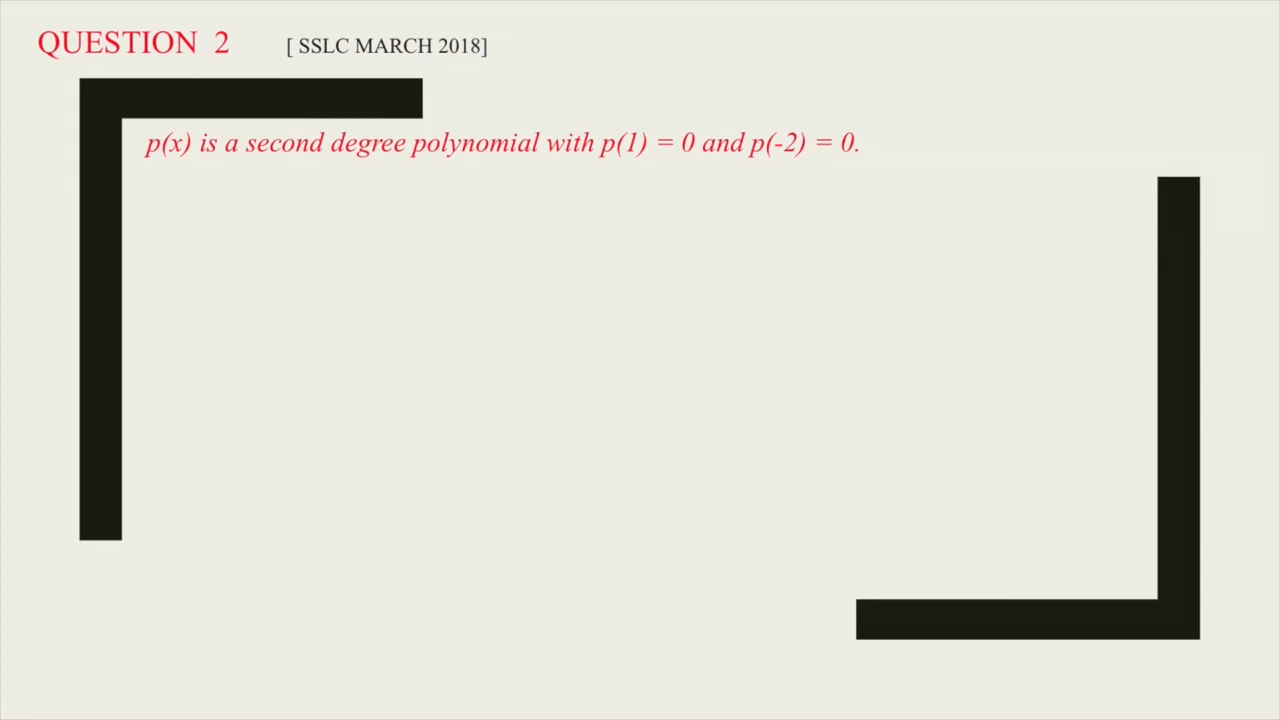 QUESTION 2 [ SSLC MARCH 2018]
p(x) is a second degree polynomial with p(1) = 0 and p(-2) = 0.